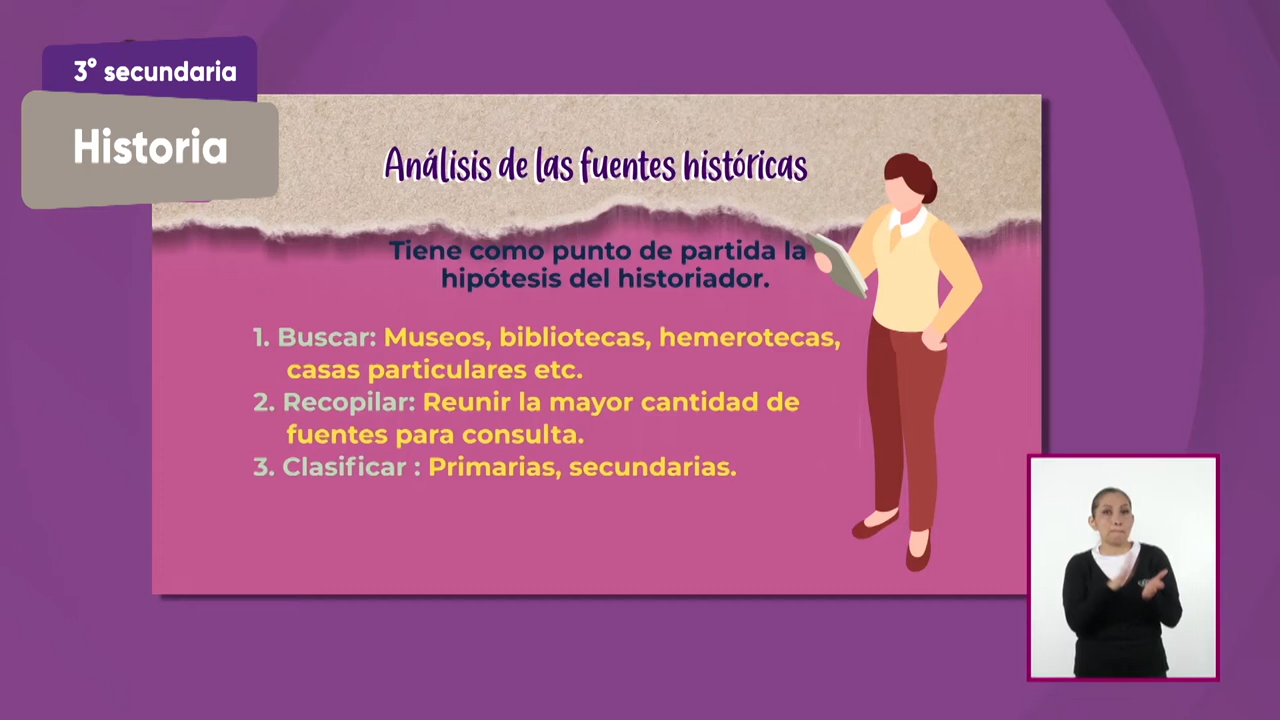 3° secundaria
Historia
Análisis de las fuentes históricas
Tiene como punto de partida la
hipótesis del historiador.
1. Buscar: Museos, bibliotecas, hemerotecas,
casas particulares etc.
2. Recopilar: Reunir la mayor cantidad de
fuentes para consulta.
3. Clasificar : Primarias, secundarias.